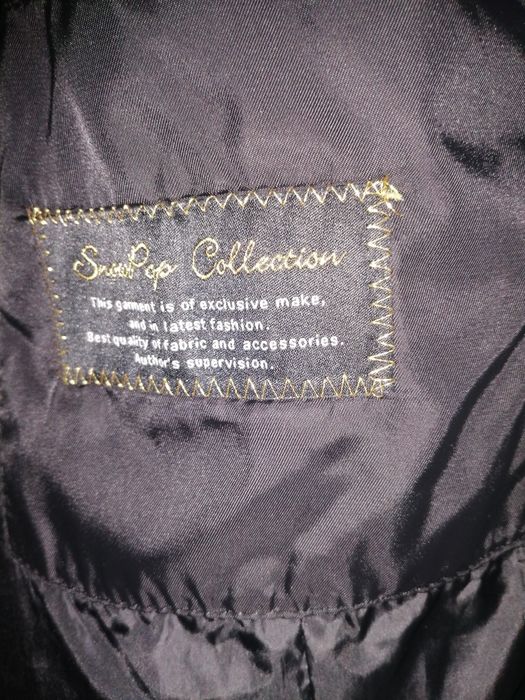 SnowPop Collection
This garment is of exclusive make,
and in latest fashion.
Best quality of fabric and accessories.
Author's supervision.